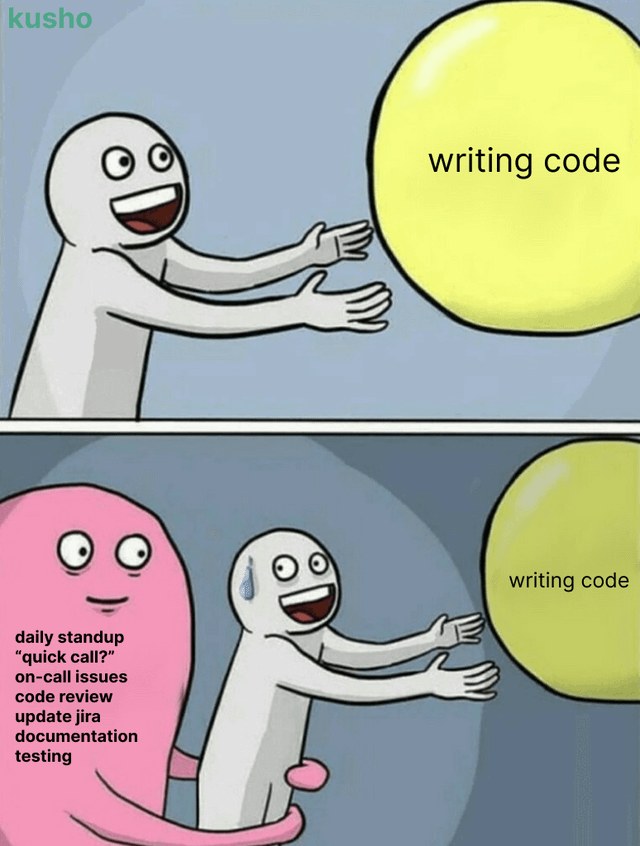 kusho
writing code
writing code
daily standup
“quick call?”
on-call issues
code review
update jira
documentation
testing